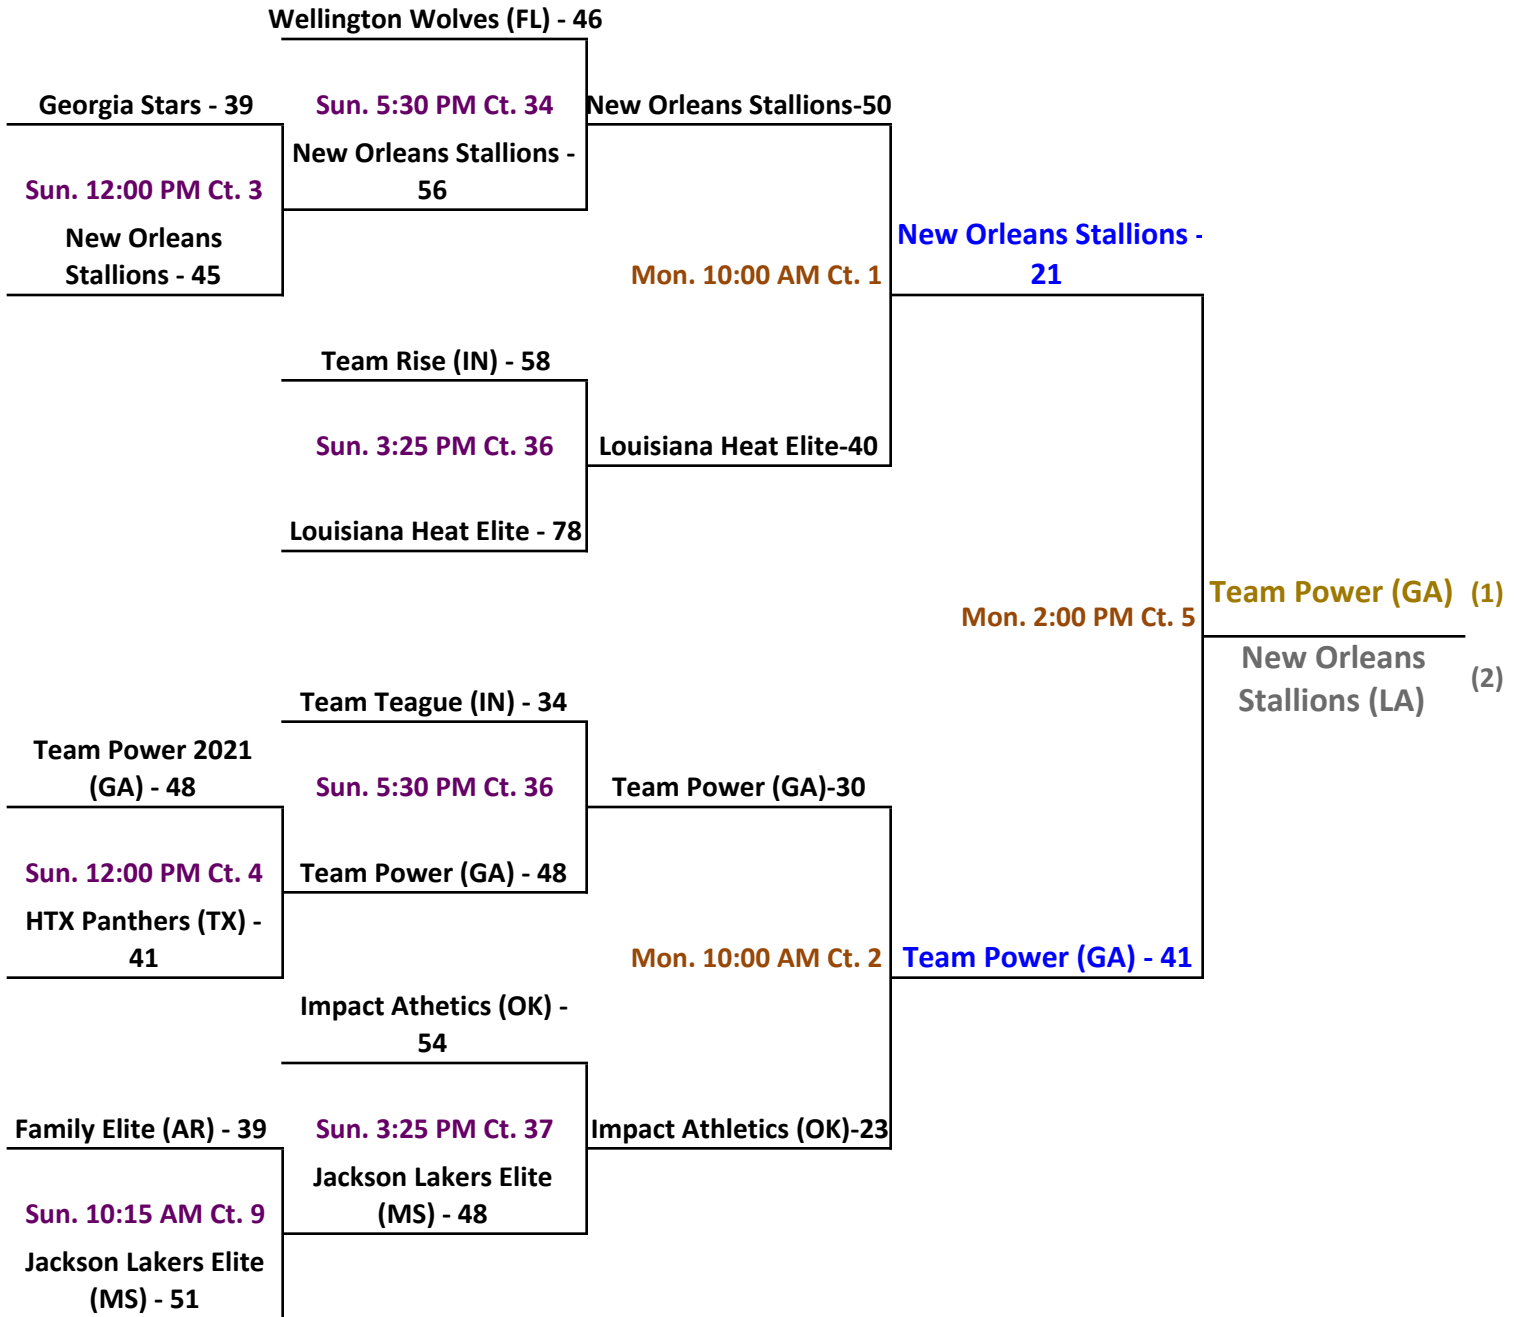 Wellington Wolves (FL) - 46
Georgia Stars - 39
Sun. 5:30 PM Ct. 34
New Orleans Stallions-50
New Orleans Stallions -
56
Sun. 12:00 PM Ct. 3
New Orleans
Stallions - 45
New Orleans Stallions -
21
Mon. 10:00 AM Ct. 1
Team Rise (IN) - 58
Sun. 3:25 PM Ct. 36
Louisiana Heat Elite-40
Louisiana Heat Elite - 78
Team Power (GA) (1)
Mon. 2:00 PM Ct. 5
New Orleans
Stallions (LA)
(2)
Team Teague (IN) - 34
Team Power 2021
(GA) - 48
Sun. 5:30 PM Ct. 36
Team Power (GA)-30
Sun. 12:00 PM Ct. 4
Team Power (GA) - 48
HTX Panthers (TX) -
41
Mon. 10:00 AM Ct. 2
Team Power (GA) - 41
Impact Athetics (OK) -
54
Family Elite (AR) - 39
Sun. 3:25 PM Ct. 37
Impact Athletics (OK)-23
Jackson Lakers Elite
(MS) - 48
Sun. 10:15 AM Ct. 9
Jackson Lakers Elite
(MS) - 51